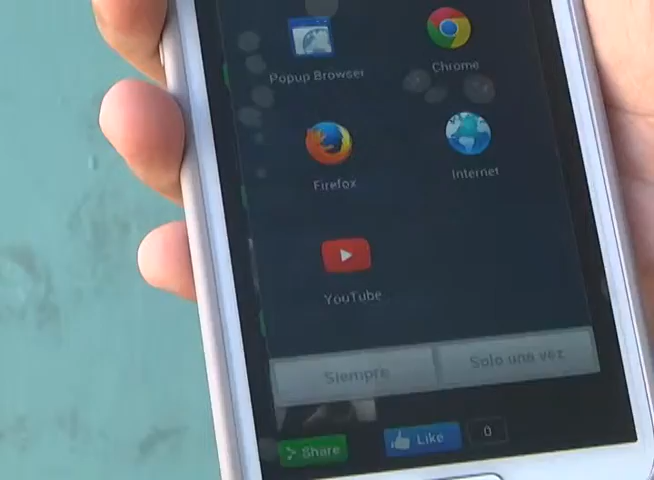 Popup Browser
Chrome
Firefox
Internet
YouTube
Siempre
Solo una vez
Share
Like
0